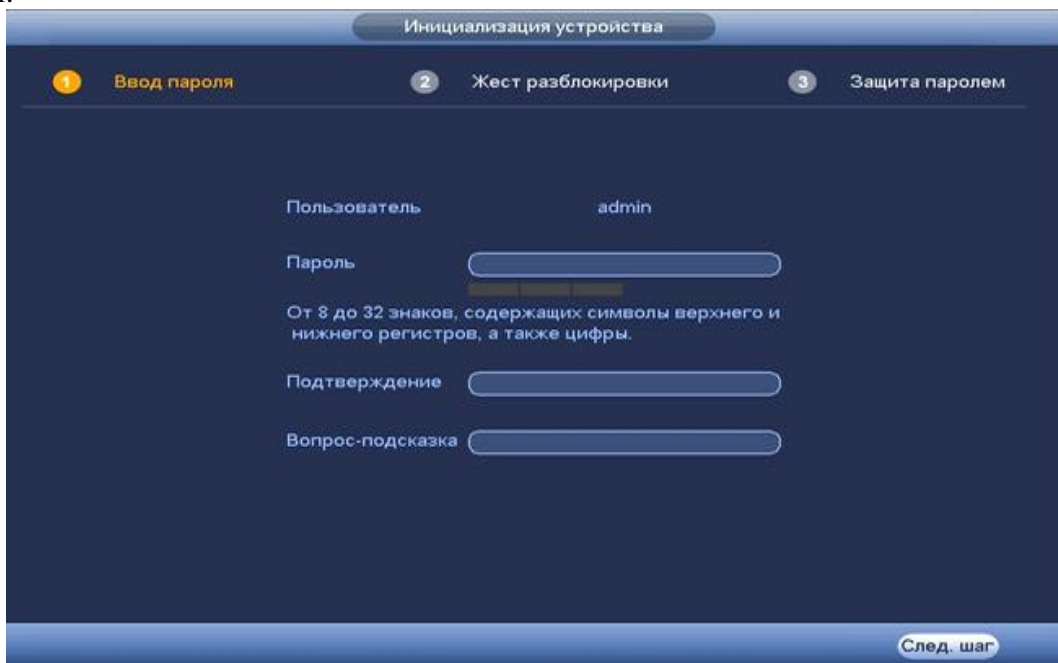 Инициализация устройства
1 Ввод пароля 2 Жест разблокировки 3 Защита паролем
Пользователь admin
Пароль
От 8 до 32 знаков, содержащих символы верхнего и
нижнего регистров, а также цифры.
Подтверждение
Вопрос-подсказка
След. шаг